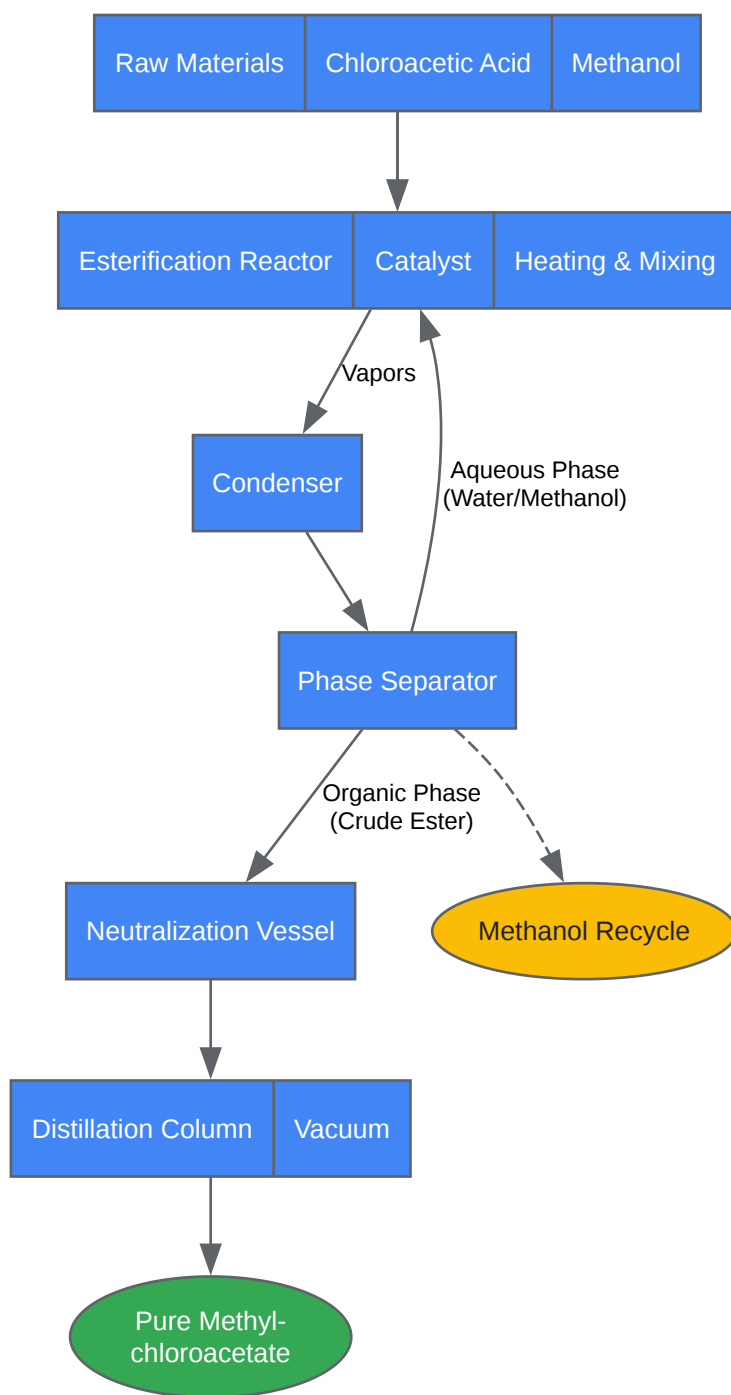 Raw Materials
Chloroacetic Acid
Methanol
Esterification Reactor
Catalyst
Heating & Mixing
Vapors
Condenser
Aqueous Phase
(Water/Methanol)
Phase Separator
Organic Phase
(Crude Ester)
Neutralization Vessel
Methanol Recycle
Distillation Column
Vacuum
Pure Methyl-
chloroacetate